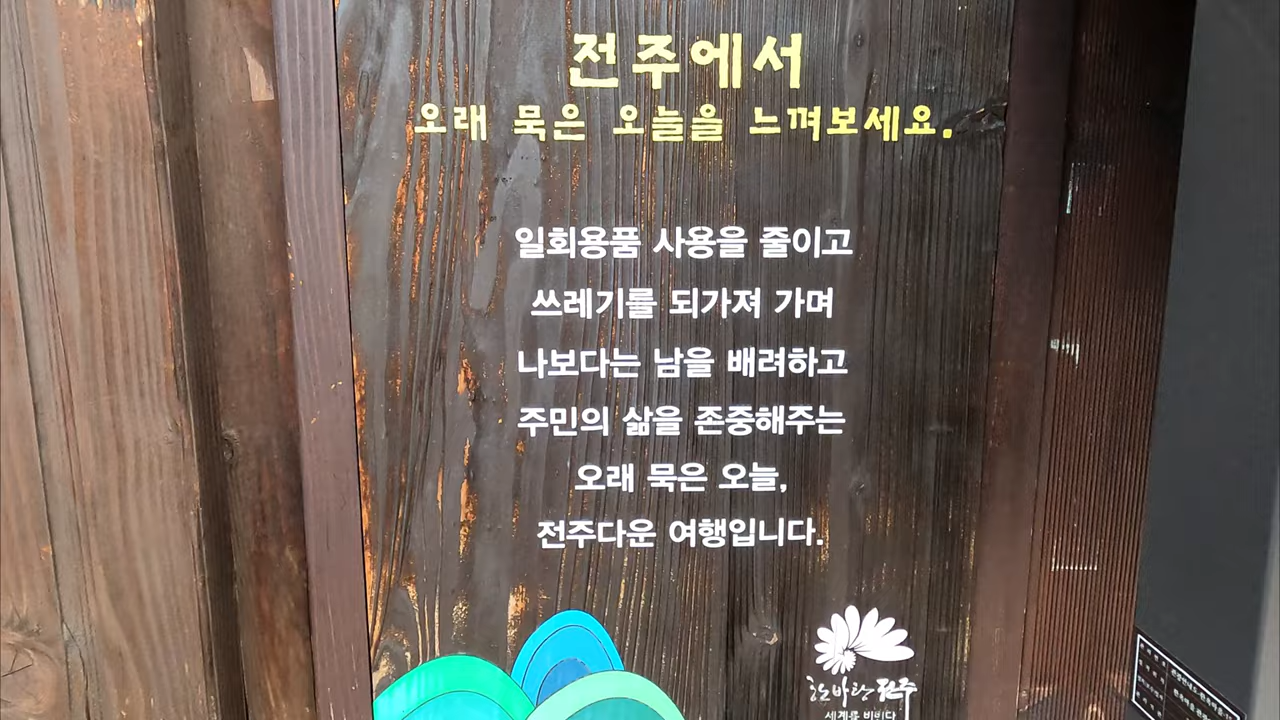 전주에서
오래 묵은 오늘을 느껴보세요.
일회용품 사용을 줄이고
쓰레기를 되가져 가며
나보다는 남을 배려하고
주민의 삶을 존중해주는
오래 묵은 오늘,
전주다운 여행입니다.
한바탕 전주
세계를 비비다